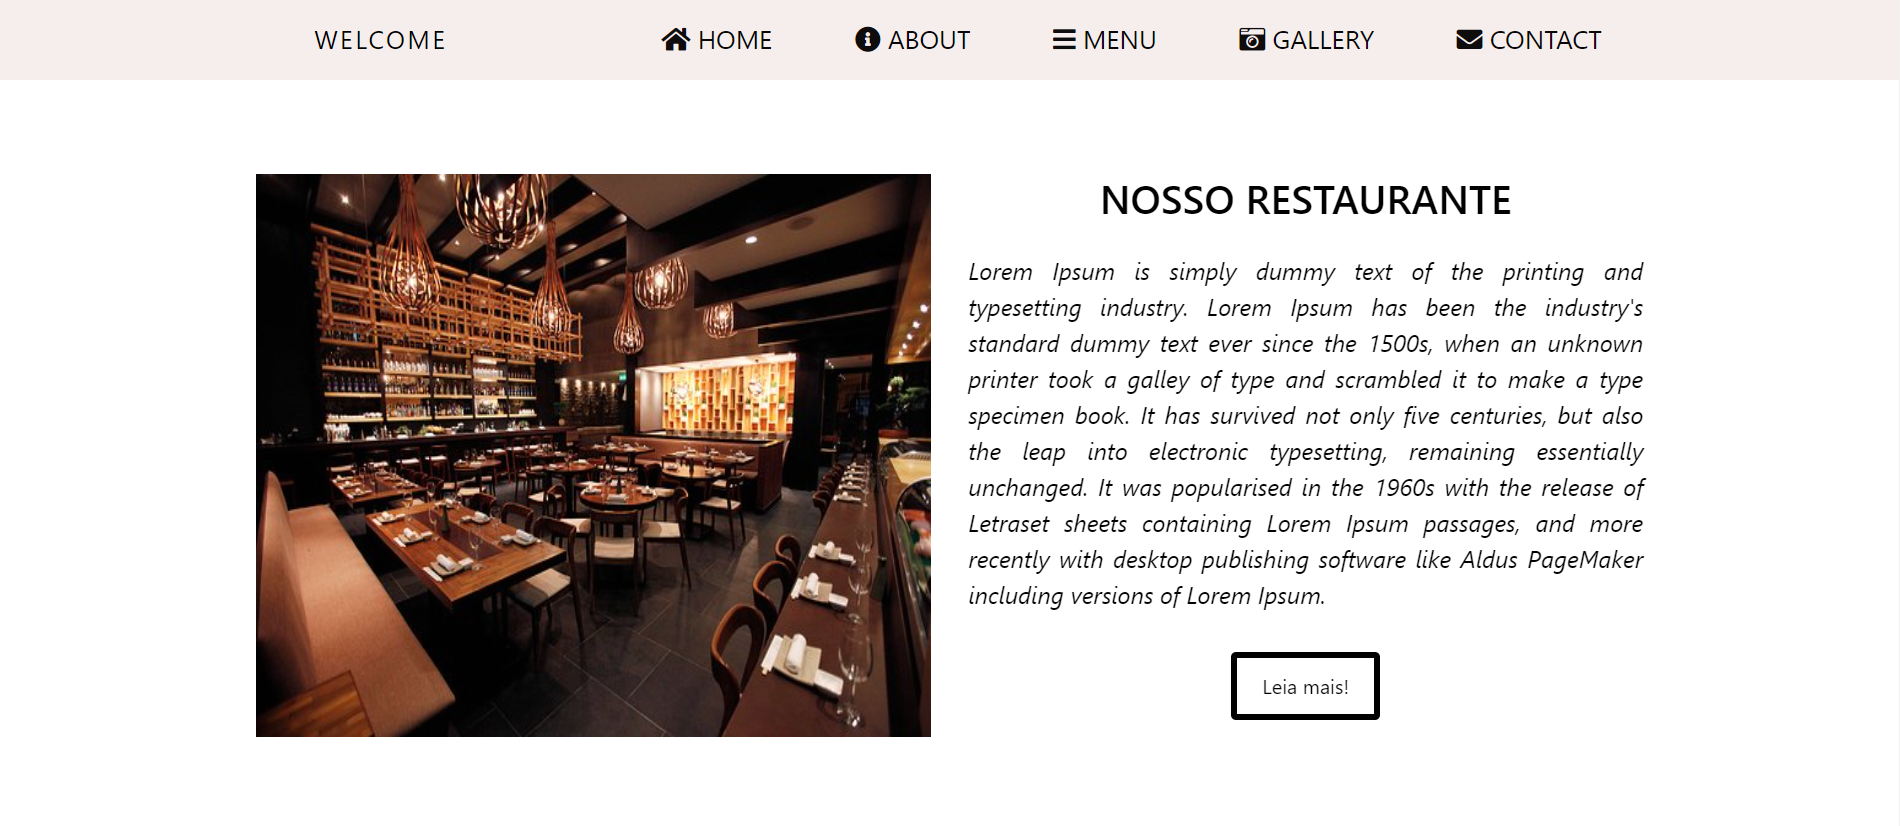 WELCOME HOME ABOUT MENU GALLERY CONTACT
NOSSO RESTAURANTE
Lorem Ipsum is simply dummy text of the printing and
typesetting industry. Lorem Ipsum has been the industry's
standard dummy text ever since the 1500s, when an unknown
printer took a galley of type and scrambled it to make a type
specimen book. It has survived not only five centuries, but also
the leap into electronic typesetting, remaining essentially
unchanged. It was popularised in the 1960s with the release of
Letraset sheets containing Lorem Ipsum passages, and more
recently with desktop publishing software like Aldus PageMaker
including versions of Lorem Ipsum.
Leia mais!